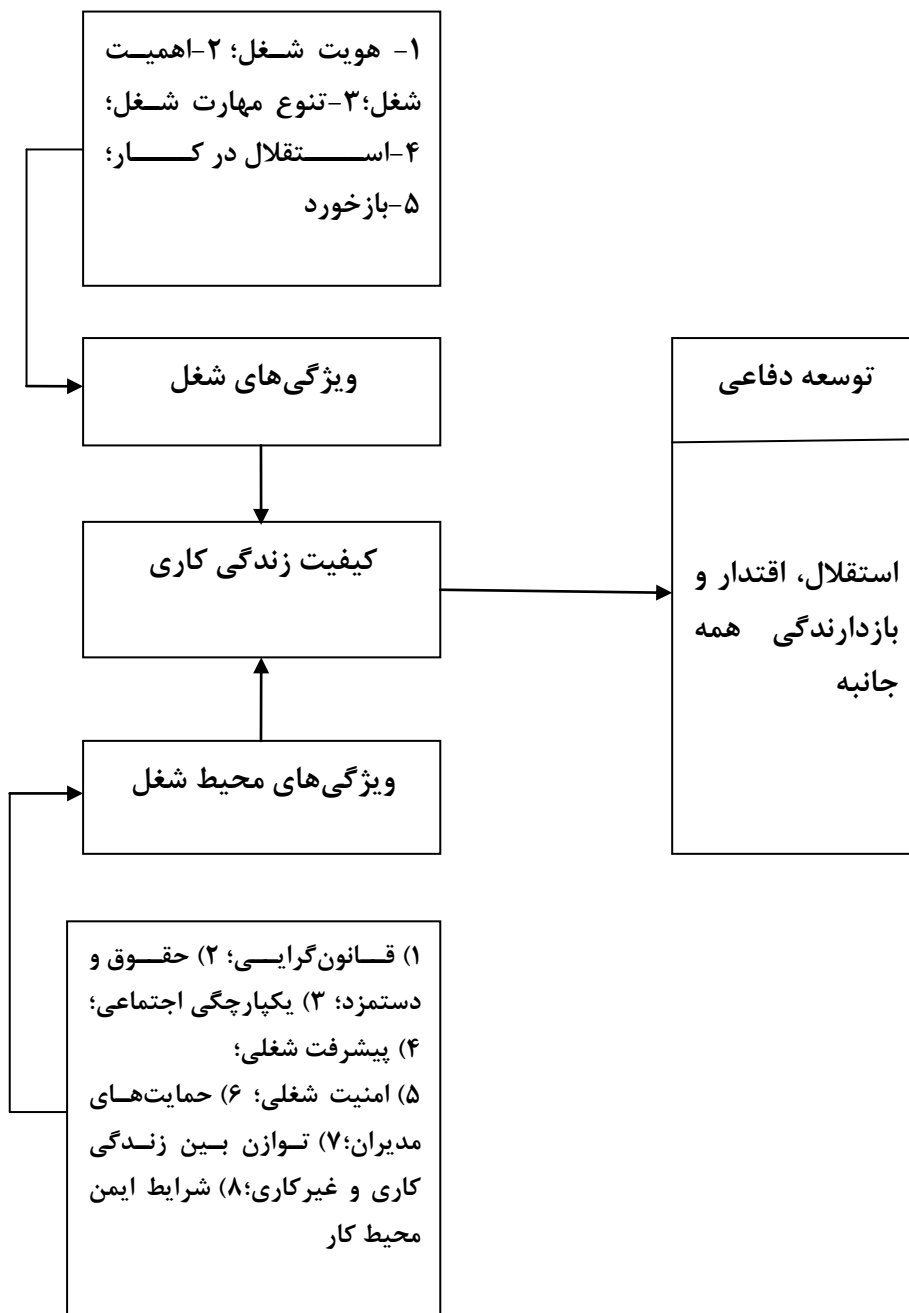 ۱- هویت شغل؛ ۲-اهمیت
شغل؛۳-تنوع مهارت شغل؛
۴-استقلال در کار؛
۵-بازخورد
ویژگی‌های شغل
کیفیت زندگی کاری
ویژگی‌های محیط شغل
۱) قانون‌گرایی؛ ۲) حقوق و
دستمزد؛ ۳) یکپارچگی اجتماعی؛
۴) پیشرفت شغلی؛
۵) امنیت شغلی؛ ۶) حمایت‌های
مدیران؛۷) توازن بین زندگی
کاری و غیرکاری؛۸) شرایط ایمن
محیط کار
توسعه دفاعی
استقلال، اقتدار و
بازدارندگی همه
جانبه